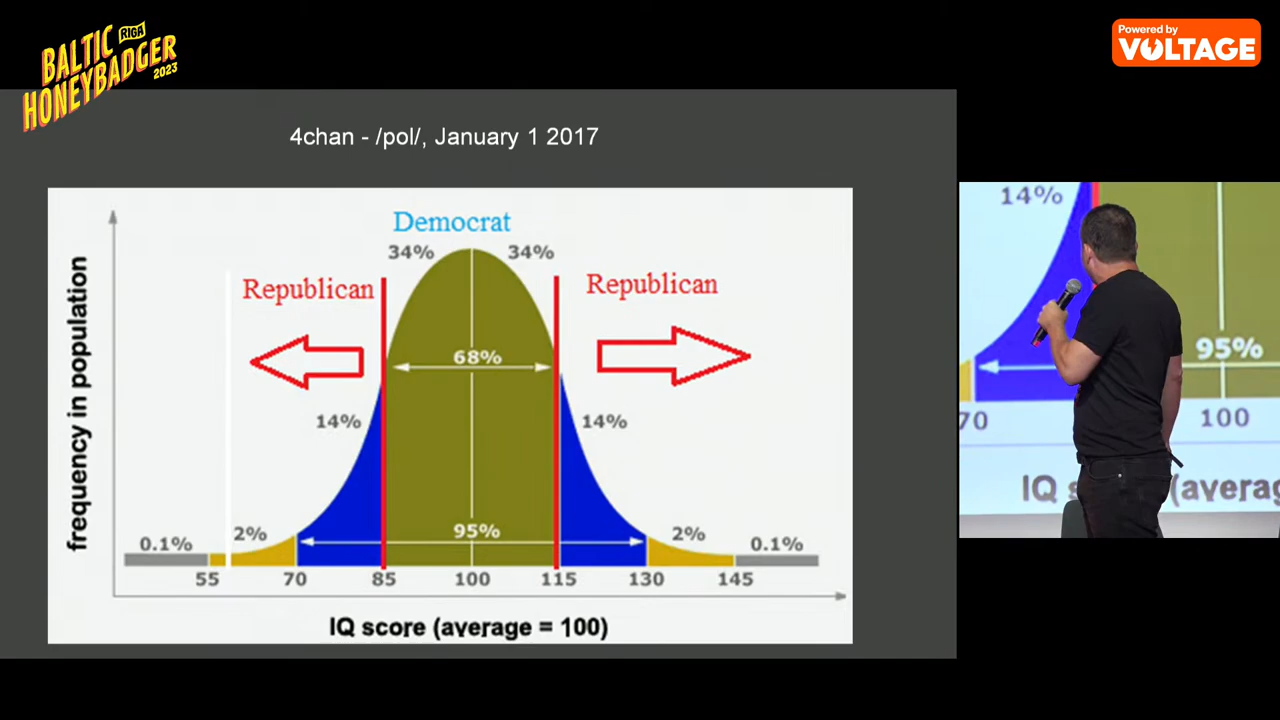 BALTIC
RIGA
HONEYBADGER
2023
Powered by
VOLTAGE
4chan - /pol/, January 1 2017
Democrat
34% 34%
Republican Republican
68%
14% 14%
95%
0.1% 2% 2% 0.1%
55 70 85 100 115 130 145
frequency in population
IQ score (average = 100)
14%
95%
70 100
IQ s (averag